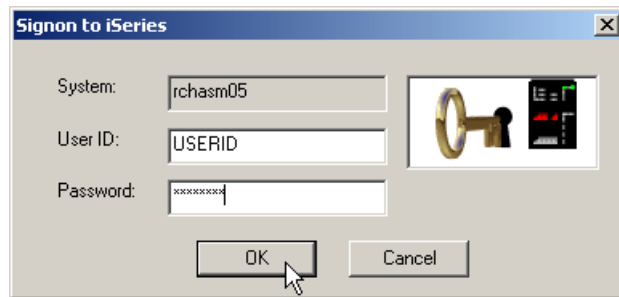 Signon to iSeries
System: rchasm05
User ID: USERID
Password: ********
OK Cancel